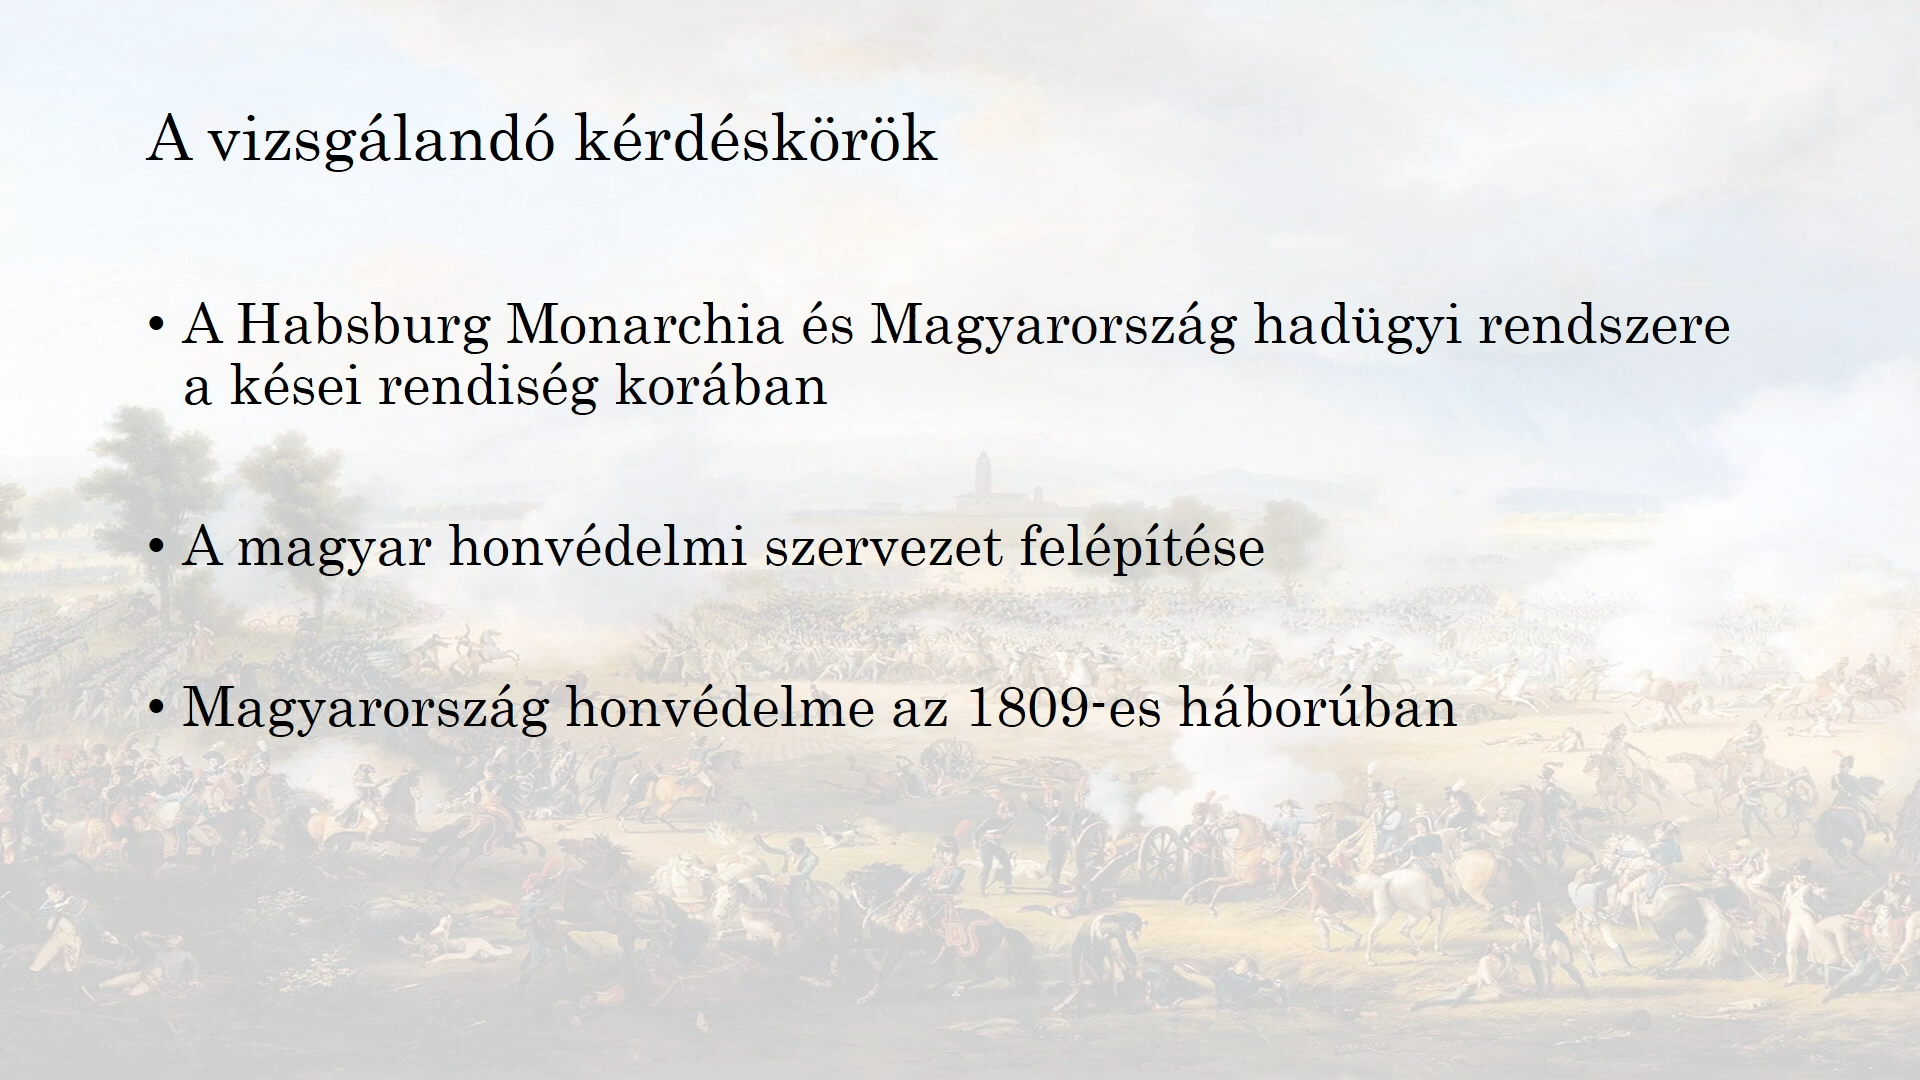 A vizsgálandó kérdéskörök
• A Habsburg Monarchia és Magyarország hadügyi rendszere
a kései rendiség korában
• A magyar honvédelmi szervezet felépítése
• Magyarország honvédelme az 1809-es háborúban